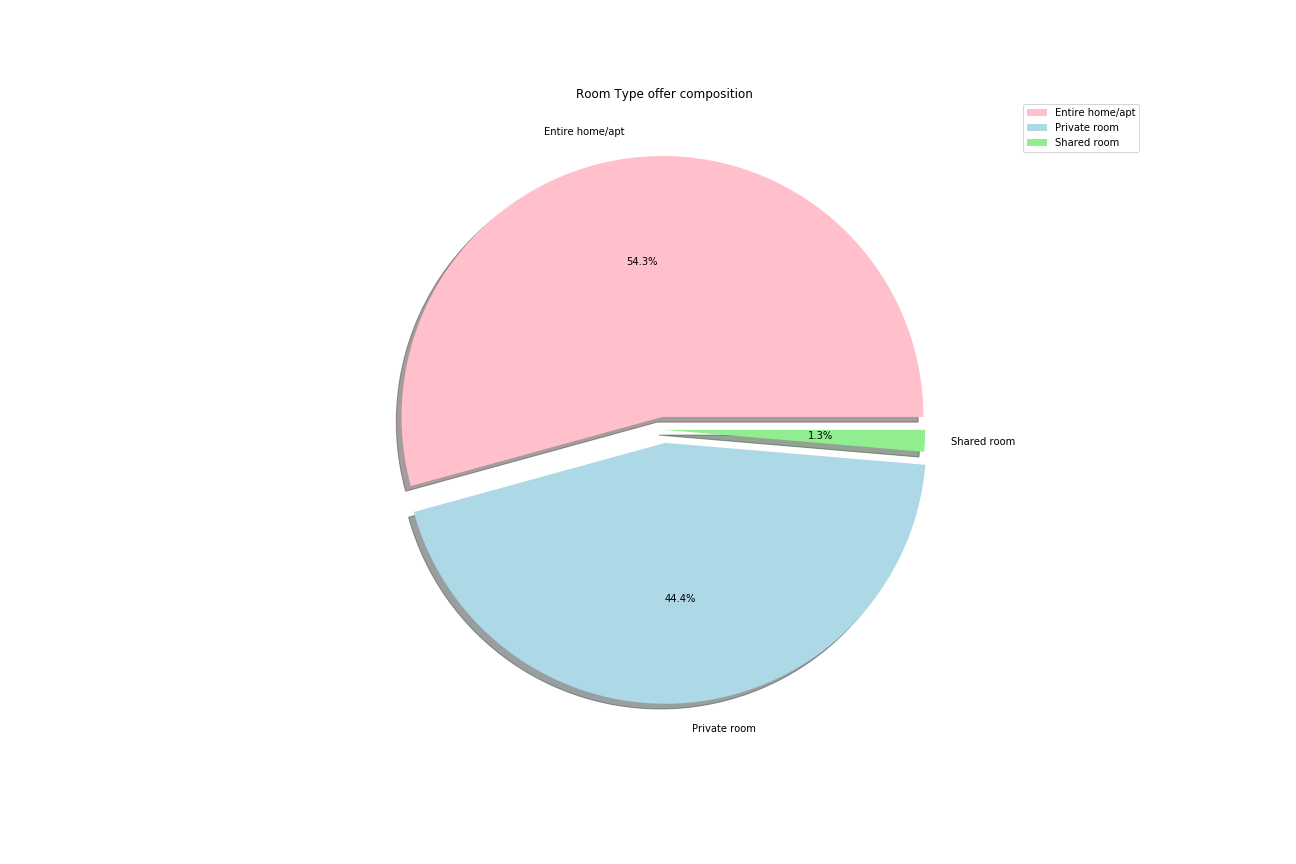 Room Type offer composition
Entire home/apt
Private room
Shared room
Entire home/apt
54.3%
1.3%
Shared room
44.4%
Private room